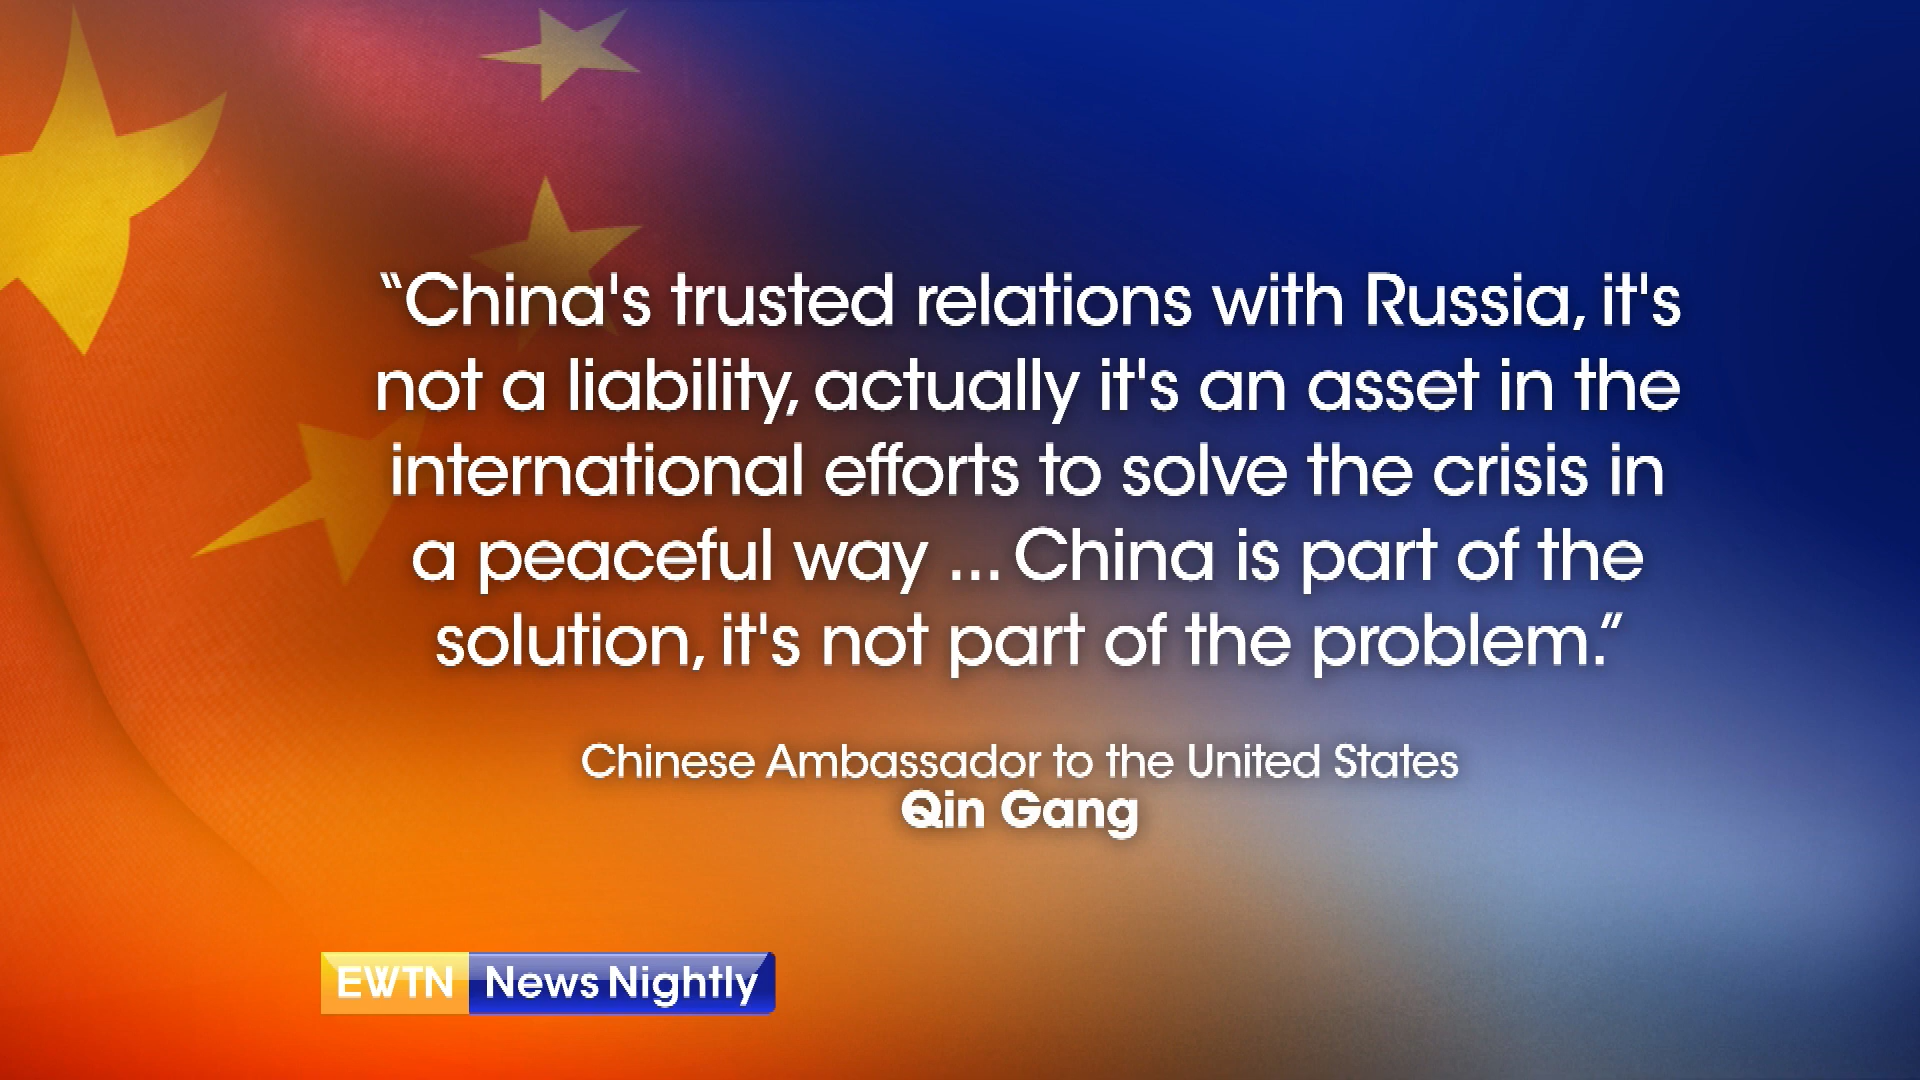 “China's trusted relations with Russia, it's
not a liability, actually it's an asset in the
international efforts to solve the crisis in
a peaceful way ... China is part of the
solution, it's not part of the problem.”
Chinese Ambassador to the United States
Qin Gang
EWTN News Nightly